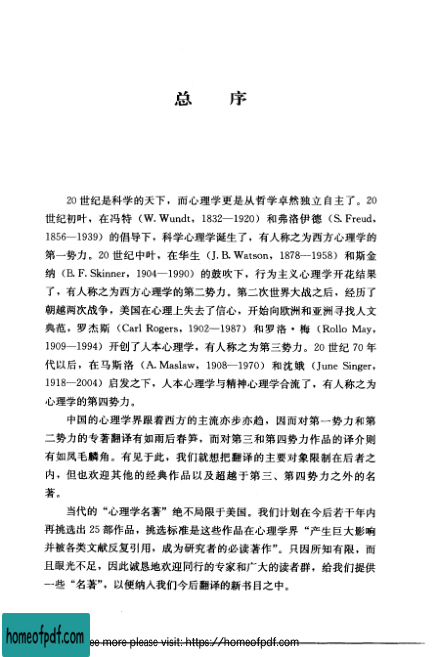 总 序
20 世纪是科学的天下，而心理学更是从哲学卓然独立自主了。20
世纪初叶，在冯特（W. Wundt，1832—1920）和弗洛伊德（S. Freud，
1856—1939）的倡导下，科学心理学诞生了，有人称之为西方心理学的
第一势力。20 世纪中叶，在华生（J. B. Watson，1878—1958）和斯金
纳（B. F. Skinner，1904—1990）的鼓吹下，行为主义心理学开花结果
了，有人称之为西方心理学的第二势力。第二次世界大战之后，经历了
朝越两次战争，美国在心理上失去了信心，开始向欧洲和亚洲寻找人文
典范，罗杰斯（Carl Rogers，1902—1987）和罗洛·梅（Rollo May，
1909—1994）开创了人本心理学，有人称之为第三势力。20 世纪 70 年
代以后，在马斯洛（A. Maslaw，1908—1970）和沈娥（June Singer，
1918—2004）启发之下，人本心理学与精神心理学合流了，有人称之为
心理学的第四势力。
中国的心理学界跟着西方的主流亦步亦趋，因而对第一势力和第
二势力的专著翻译有如雨后春笋，而对第三和第四势力作品的译介则
有如凤毛麟角。有见于此，我们就想把翻译的主要对象限制在后者之
内，但也欢迎其他的经典作品以及超越于第三、第四势力之外的名
著。
当代的“心理学名著”绝不局限于美国。我们计划在今后若干年内
再挑选出 25 部作品，挑选标准是这些作品在心理学界“产生巨大影响
并被各类文献反复引用，成为研究者的必读著作”。只因所知有限，而
且眼光不足，因此诚恳地欢迎同行的专家和广大的读者群，给我们提供
一些“名著”，以便纳入我们今后翻译的新书目之中。
homeofpdf.com
ee more please visit: https://homeofpdf.com